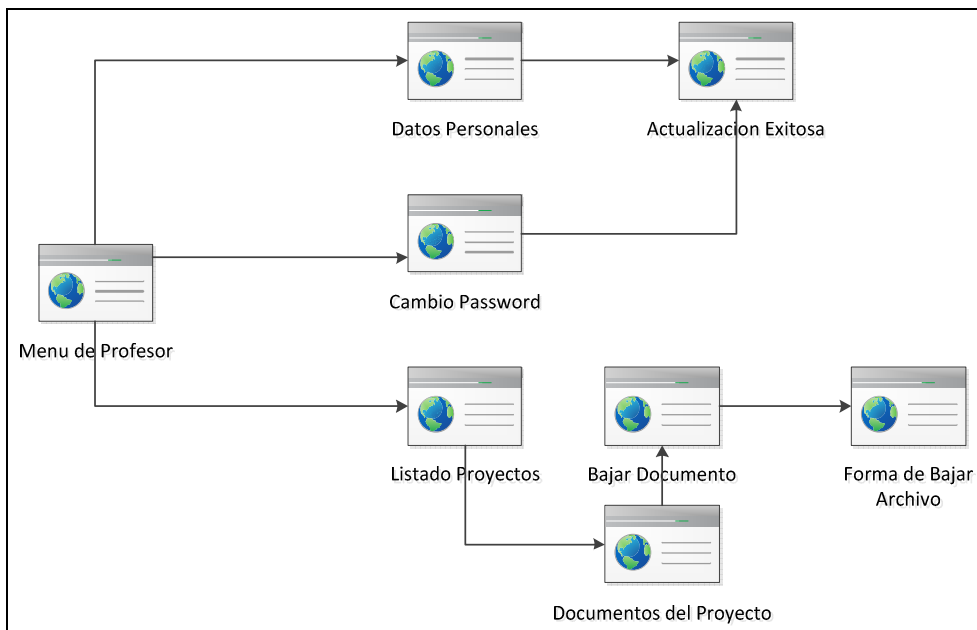 Datos Personales
Actualizacion Exitosa
Cambio Password
Menu de Profesor
Listado Proyectos
Bajar Documento
Forma de Bajar
Archivo
Documentos del Proyecto